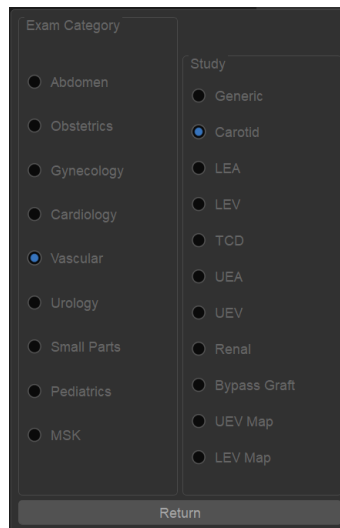 Exam Category
Abdomen
Obstetrics
Gynecology
Cardiology
Vascular
Urology
Small Parts
Pediatrics
MSK
Study
Generic
Carotid
LEA
LEV
TCD
UEA
UEV
Renal
Bypass Graft
UEV Map
LEV Map
Return